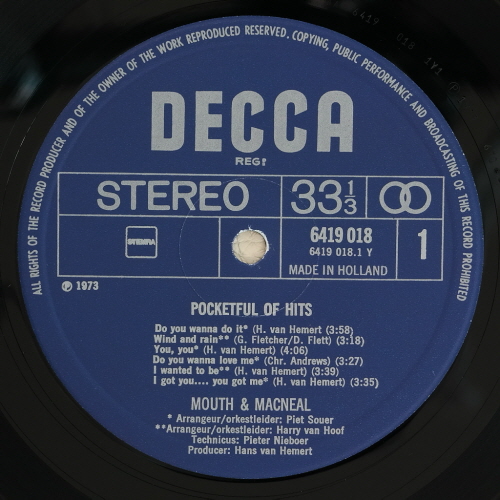 ALL RIGHTS OF THE RECORD PRODUCER AND OF THE OWNER OF THE WORK REPRODUCED RESERVED. COPYING, PUBLIC PERFORMANCE AND BROADCASTING OF THIS RECORD PROHIBITED
DECCA
REG!
STEREO 33⅓
STEMRA
6419 018
6419 018.1 Y
MADE IN HOLLAND
1
℗ 1973
POCKETFUL OF HITS
Do you wanna do it* (H. van Hemert) (3:58)
Wind and rain** (G. Fletcher/D. Flett) (3:18)
You, you* (H. van Hemert) (4:06)
Do you wanna love me* (Chr. Andrews) (3:27)
I wanted to be** (H. van Hemert) (3:39)
I got you.... you got me* (H. van Hemert) (3:35)
MOUTH & MACNEAL
* Arrangeur/orkestleider: Piet Souer
**Arrangeur/orkestleider: Harry van Hoof
Technicus: Pieter Nieboer
Producer: Hans van Hemert